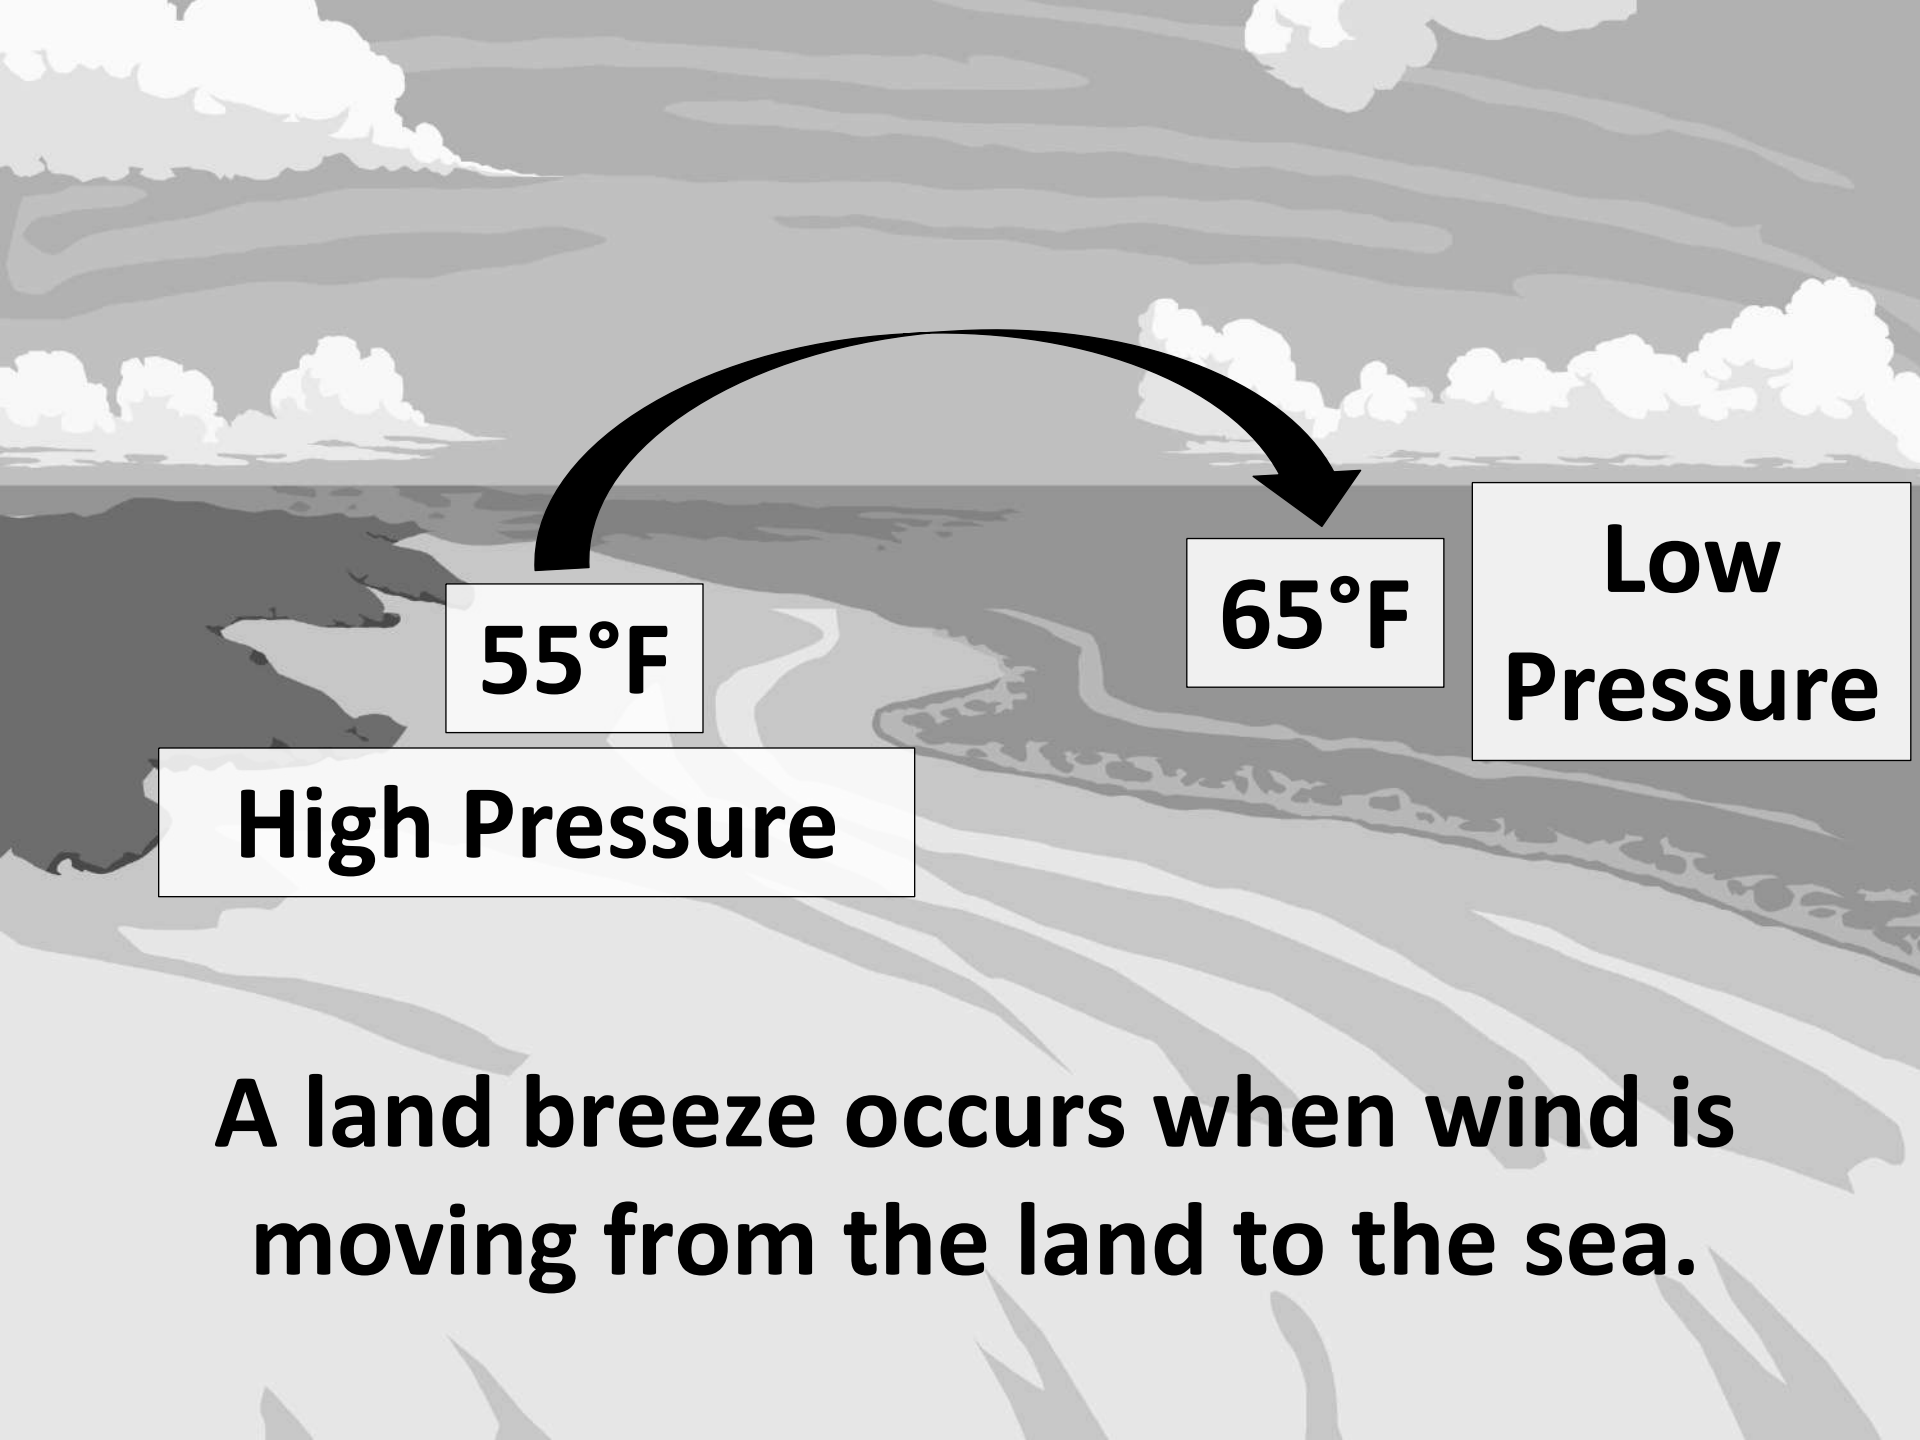 55°F
65°F
Low
Pressure
High Pressure
A land breeze occurs when wind is
moving from the land to the sea.